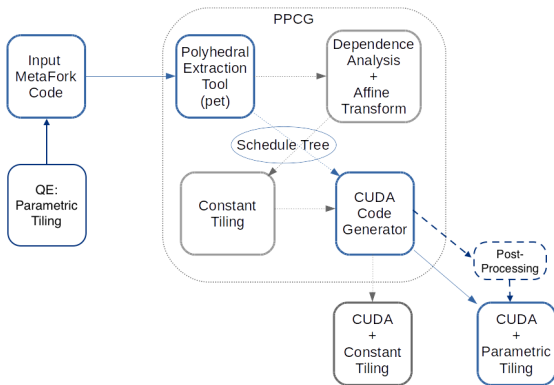 PPCG
Input
MetaFork
Code
Polyhedral
Extraction
Tool
(pet)
Dependence
Analysis
+
Affine
Transform
Schedule Tree
QE:
Parametric
Tiling
Constant
Tiling
CUDA
Code
Generator
Post-
Processing
CUDA
+
Constant
Tiling
CUDA
+
Parametric
Tiling